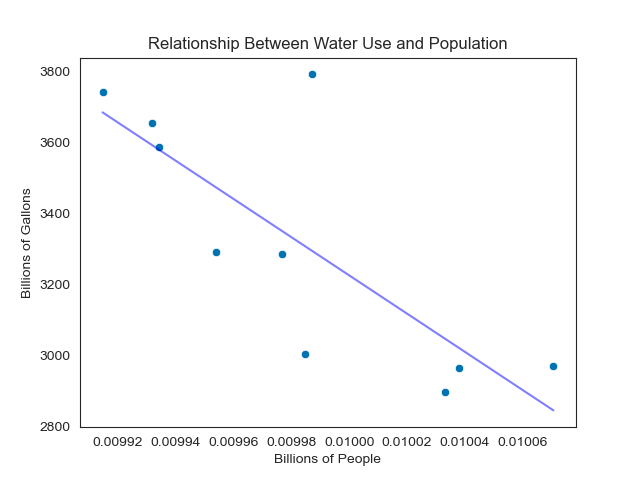 Relationship Between Water Use and Population
3800
3600
3400
3200
3000
2800
Billions of Gallons
0.00992 0.00994 0.00996 0.00998 0.01000 0.01002 0.01004 0.01006
Billions of People